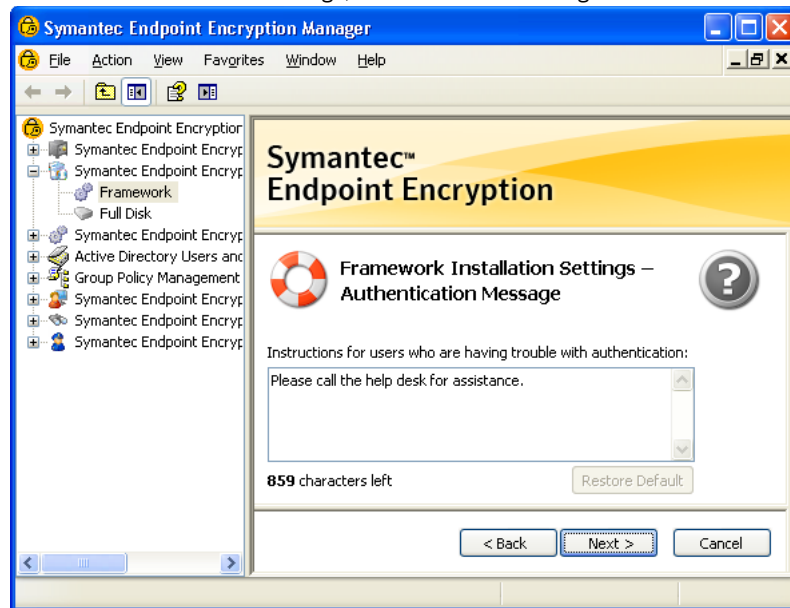 Symantec Endpoint Encryption Manager
File Action View Favorites Window Help
Symantec Endpoint Encryption
Symantec Endpoint Encryp
Symantec Endpoint Encryp
Framework
Full Disk
Symantec Endpoint Encryp
Active Directory Users and
Group Policy Management
Symantec Endpoint Encryp
Symantec Endpoint Encryp
Symantec Endpoint Encryp
Symantec™
Endpoint Encryption
Framework Installation Settings –
Authentication Message
Instructions for users who are having trouble with authentication:
Please call the help desk for assistance.
859 characters left
Restore Default
< Back
Next >
Cancel